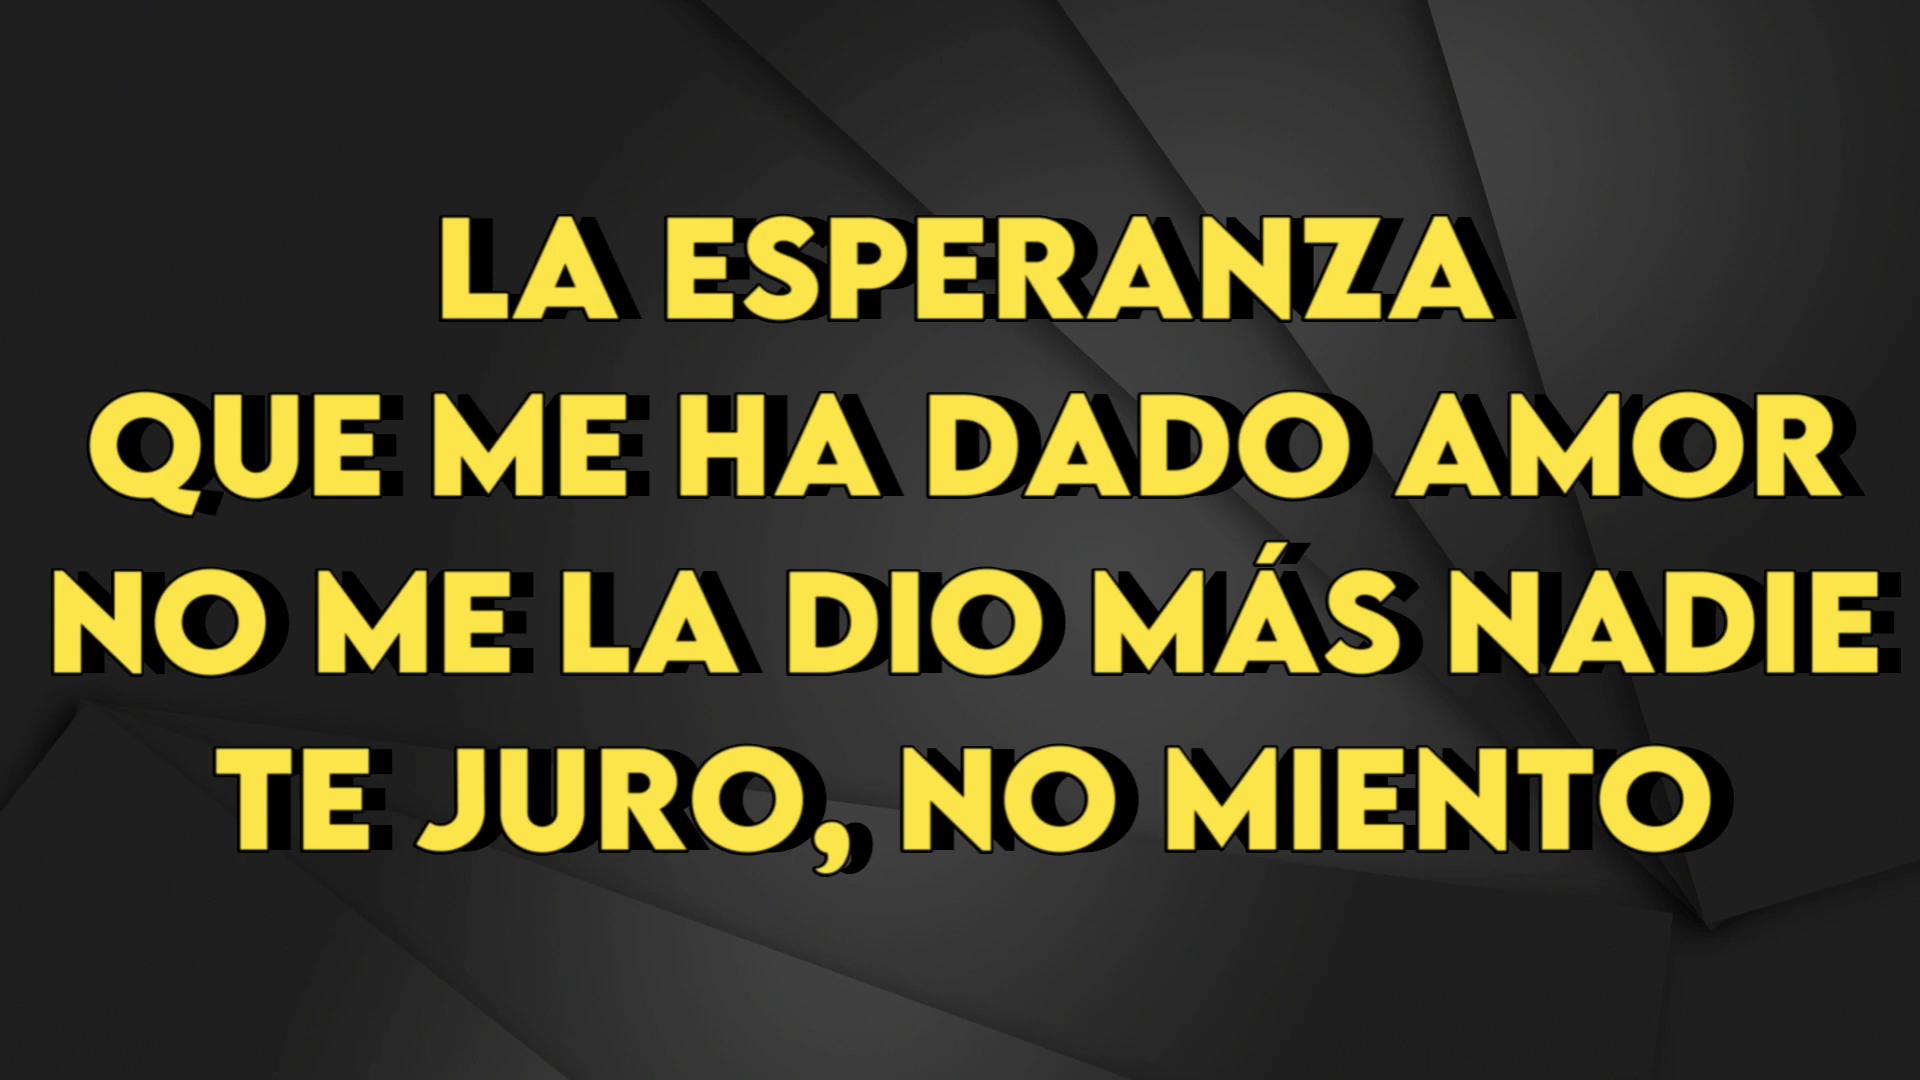 LA ESPERANZA
QUE ME HA DADO AMOR
NO ME LA DIO MÁS NADIE
TE JURO, NO MIENTO